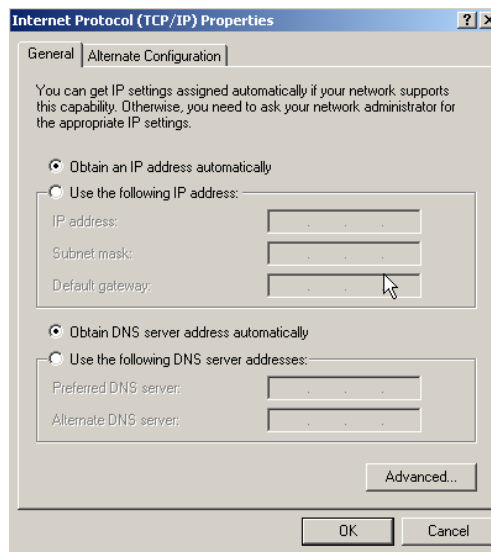 Internet Protocol (TCP/IP) Properties
General
Alternate Configuration
You can get IP settings assigned automatically if your network supports
this capability. Otherwise, you need to ask your network administrator for
the appropriate IP settings.
Obtain an IP address automatically
Use the following IP address:
IP address:
Subnet mask:
Default gateway:
Obtain DNS server address automatically
Use the following DNS server addresses:
Preferred DNS server:
Alternate DNS server:
Advanced...
OK
Cancel